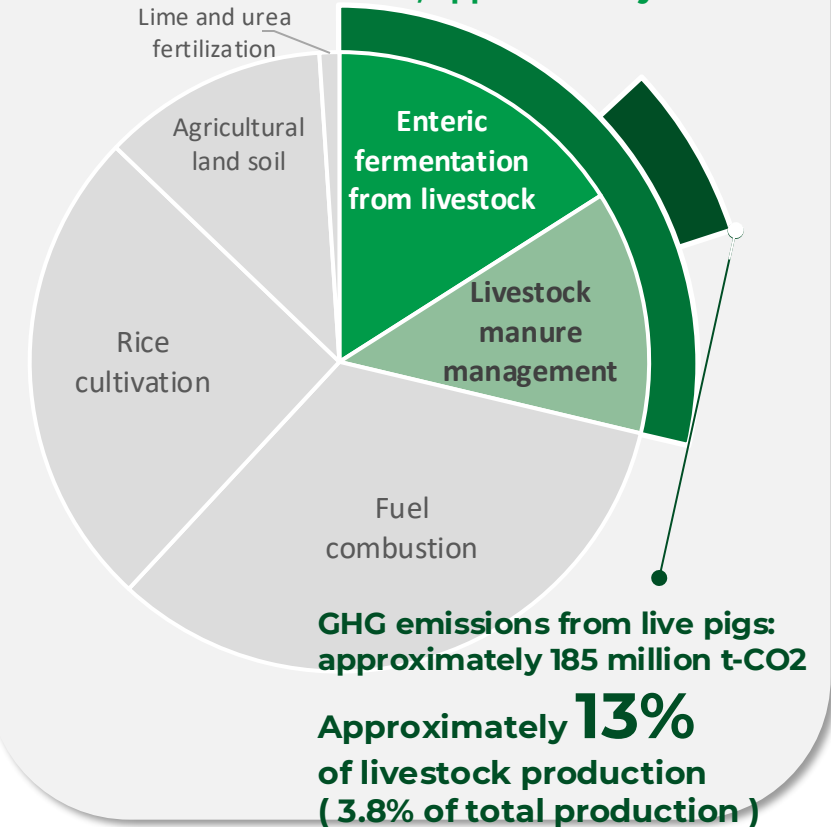 Lime and urea
fertilization
Agricultural
land soil
Enteric
fermentation
from livestock
Livestock
manure
management
Rice
cultivation
Fuel
combustion
GHG emissions from live pigs:
approximately 185 million t-CO2
Approximately 13%
of livestock production
( 3.8% of total production )